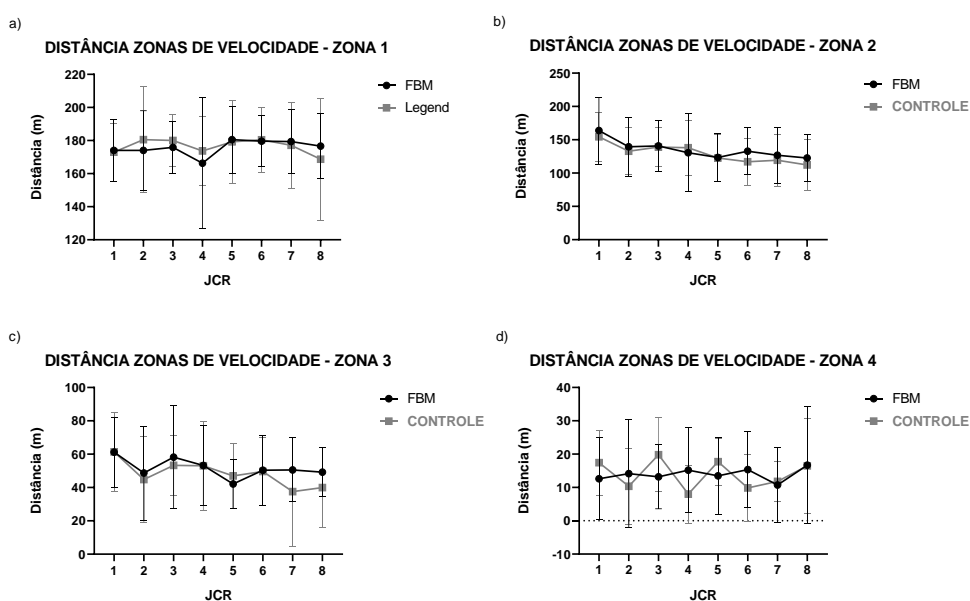 a)
DISTÂNCIA ZONAS DE VELOCIDADE - ZONA 1
Distância (m)
220
200
180
160
140
120
1 2 3 4 5 6 7 8
JCR
FBM
Legend
b)
DISTÂNCIA ZONAS DE VELOCIDADE - ZONA 2
Distância (m)
250
200
150
100
50
0
1 2 3 4 5 6 7 8
JCR
FBM
CONTROLE
c)
DISTÂNCIA ZONAS DE VELOCIDADE - ZONA 3
Distância (m)
100
80
60
40
20
0
1 2 3 4 5 6 7 8
JCR
FBM
CONTROLE
d)
DISTÂNCIA ZONAS DE VELOCIDADE - ZONA 4
Distância (m)
40
30
20
10
0
-10
1 2 3 4 5 6 7 8
JCR
FBM
CONTROLE